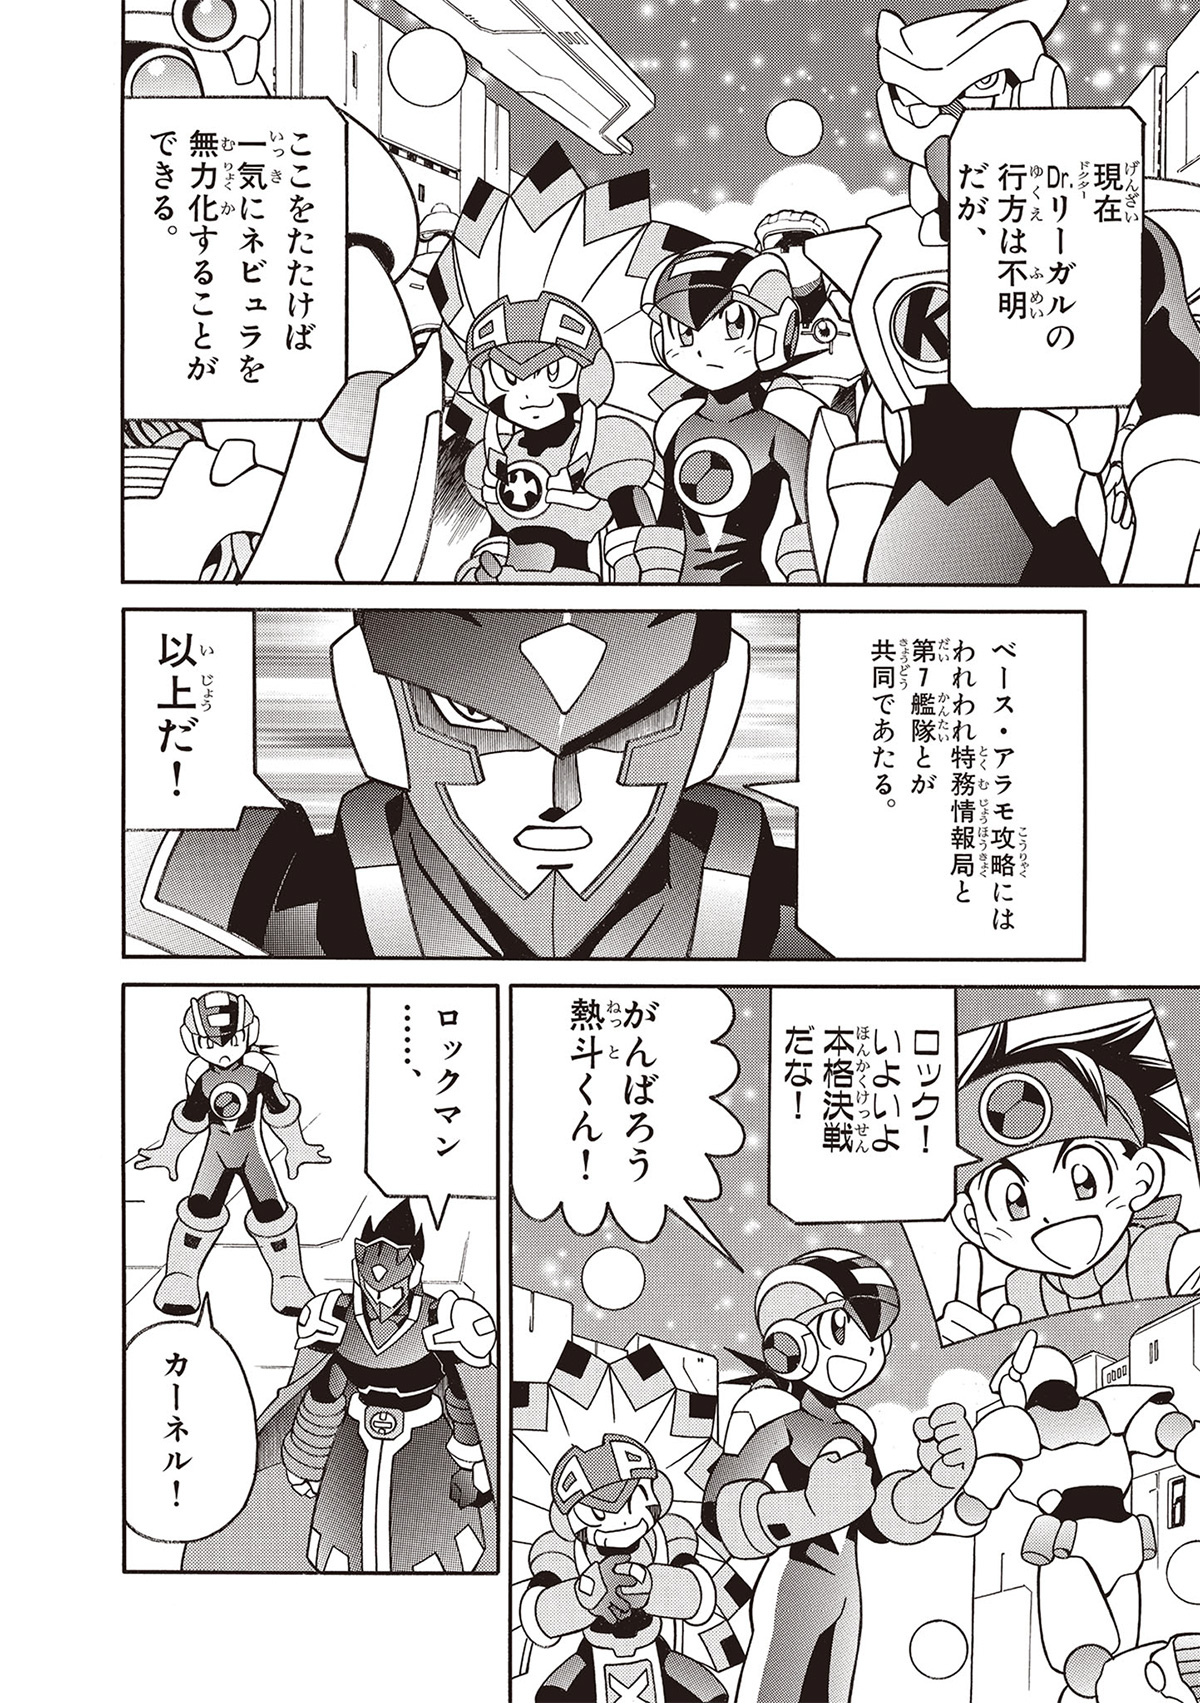 現在
Dr.リーガルの
行方は不明
だが、
ここをたたけば
一気にネビュラを
無力化することが
できる。
K
ベース・アラモ攻略には
われわれ特務情報局と
第7艦隊とが
共同であたる。
以上だ！
ロック！
いよいよ
本格決戦
だな！
がんばろう
熱斗くん！
ロックマン
……、
カーネル！